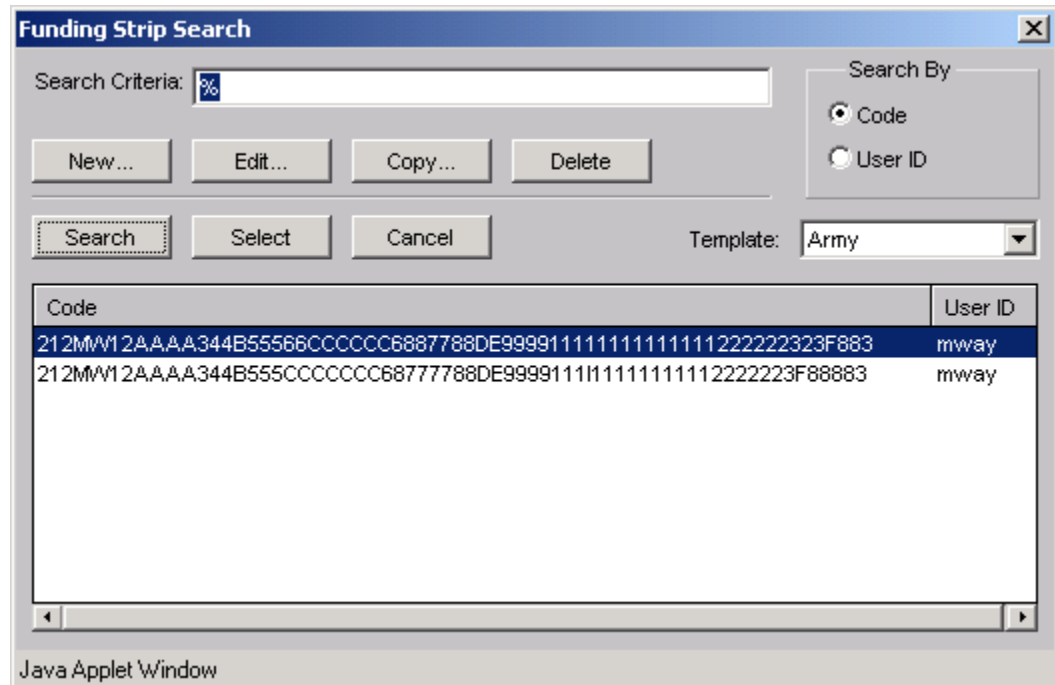 Funding Strip Search
Search Criteria: %
Search By
Code
User ID
New... Edit... Copy... Delete
Search Select Cancel Template: Army
Code User ID
212MW12AAAA344B55566CCCCCC6887788DE99991111111111111111222222323F883 mway
212MW12AAAA344B555CCCCCCC68777788DE9999111I11111111112222223F88883 mway
Java Applet Window